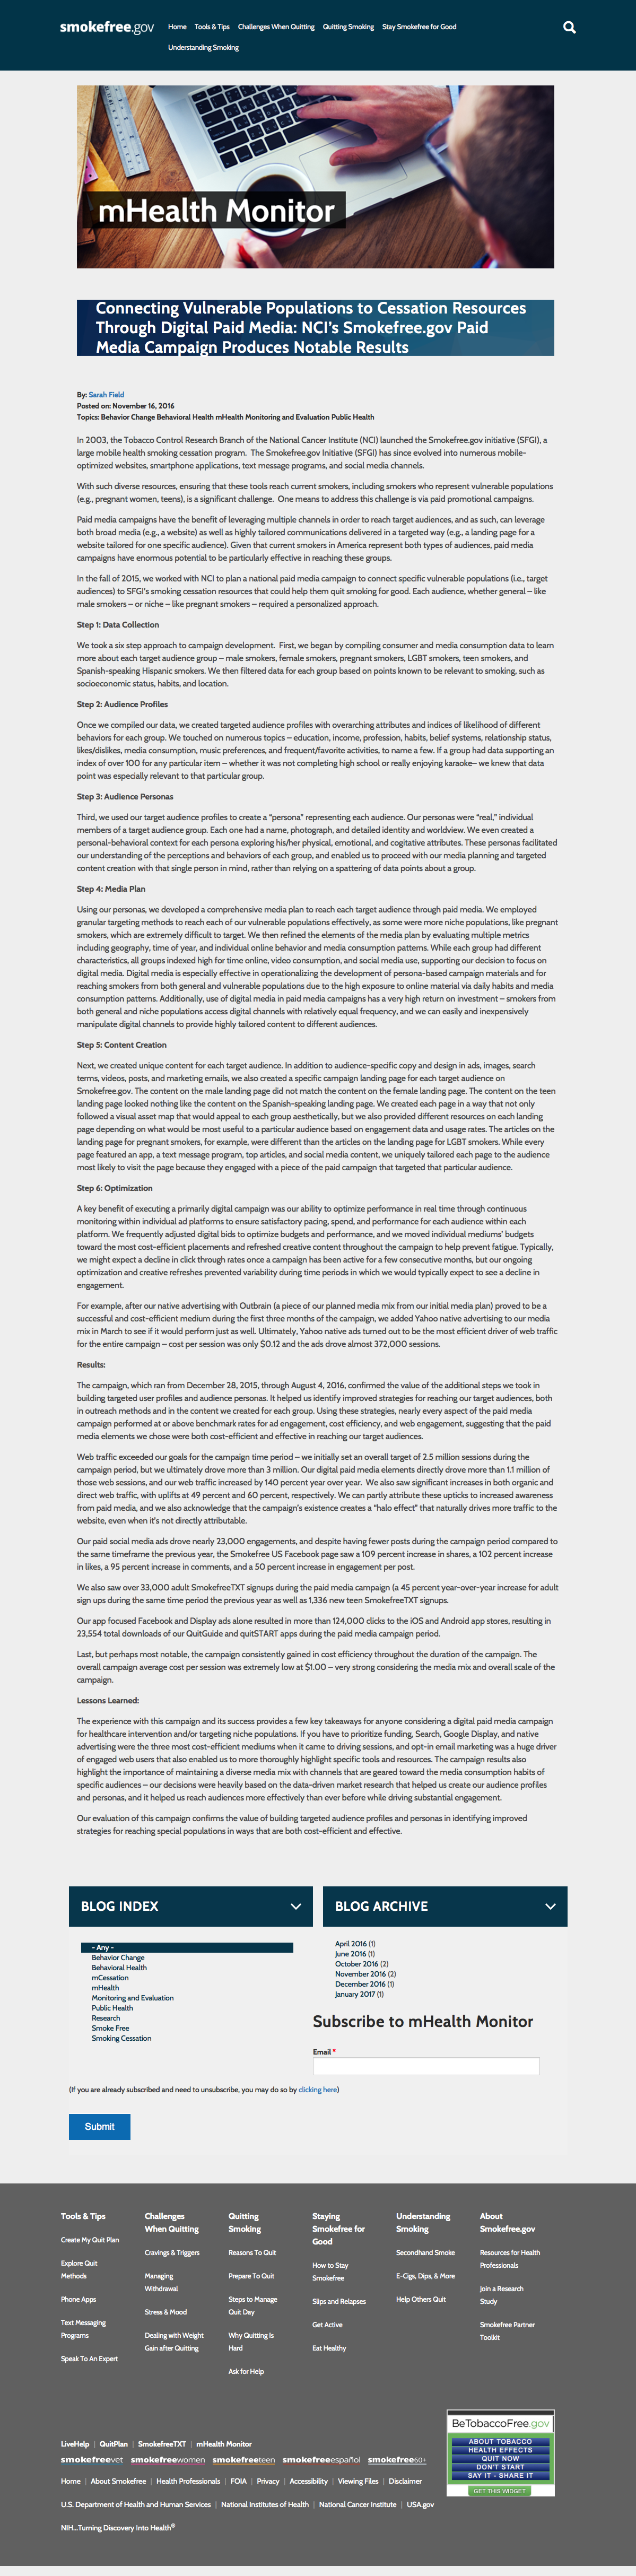 smokefree.gov
Home Tools & Tips Challenges When Quitting Quitting Smoking Stay Smokefree for Good
Understanding Smoking
mHealth Monitor
Connecting Vulnerable Populations to Cessation Resources
Through Digital Paid Media: NCI's Smokefree.gov Paid
Media Campaign Produces Notable Results
By: Sarah Field
Posted on: November 16, 2016
Topics: Behavior Change Behavioral Health mHealth Monitoring and Evaluation Public Health
In 2003, the Tobacco Control Research Branch of the National Cancer Institute (NCI) launched the Smokefree.gov initiative (SFGI), a
large mobile health smoking cessation program. The Smokefree.gov Initiative (SFGI) has since evolved into numerous mobile-
optimized websites, smartphone applications, text message programs, and social media channels.
With such diverse resources, ensuring that these tools reach current smokers, including smokers who represent vulnerable populations
(e.g., pregnant women, teens), is a significant challenge. One means to address this challenge is via paid promotional campaigns.
Paid media campaigns have the benefit of leveraging multiple channels in order to reach target audiences, and as such, can leverage
both broad media (e.g., a website) as well as highly tailored communications delivered in a targeted way (e.g., a landing page for a
website tailored for one specific audience). Given that current smokers in America represent both types of audiences, paid media
campaigns have enormous potential to be particularly effective in reaching these groups.
In the fall of 2015, we worked with NCI to plan a national paid media campaign to connect specific vulnerable populations (i.e., target
audiences) to SFGI's smoking cessation resources that could help them quit smoking for good. Each audience, whether general – like
male smokers – or niche – like pregnant smokers – required a personalized approach.
Step 1: Data Collection
We took a six step approach to campaign development. First, we began by compiling consumer and media consumption data to learn
more about each target audience group – male smokers, female smokers, pregnant smokers, LGBT smokers, teen smokers, and
Spanish-speaking Hispanic smokers. We then filtered data for each group based on points known to be relevant to smoking, such as
socioeconomic status, habits, and location.
Step 2: Audience Profiles
Once we compiled our data, we created targeted audience profiles with overarching attributes and indices of likelihood of different
behaviors for each group. We touched on numerous topics – education, income, profession, habits, belief systems, relationship status,
likes/dislikes, media consumption, music preferences, and frequent/favorite activities, to name a few. If a group had data supporting an
index of over 100 for any particular item – whether it was not completing high school or really enjoying karaoke– we knew that data
point was especially relevant to that particular group.
Step 3: Audience Personas
Third, we used our target audience profiles to create a "persona" representing each audience. Our personas were "real," individual
members of a target audience group. Each one had a name, photograph, and detailed identity and worldview. We even created a
personal-behavioral context for each persona exploring his/her physical, emotional, and cogitative attributes. These personas facilitated
our understanding of the perceptions and behaviors of each group, and enabled us to proceed with our media planning and targeted
content creation with that single person in mind, rather than relying on a spattering of data points about a group.
Step 4: Media Plan
Using our personas, we developed a comprehensive media plan to reach each target audience through paid media. We employed
granular targeting methods to reach each of our vulnerable populations effectively, as some were more niche populations, like pregnant
smokers, which are extremely difficult to target. We then refined the elements of the media plan by evaluating multiple metrics
including geography, time of year, and individual online behavior and media consumption patterns. While each group had different
characteristics, all groups indexed high for time online, video consumption, and social media use, supporting our decision to focus on
digital media. Digital media is especially effective in operationalizing the development of persona-based campaign materials and for
reaching smokers from both general and vulnerable populations due to the high exposure to online material via daily habits and media
consumption patterns. Additionally, use of digital media in paid media campaigns has a very high return on investment – smokers from
both general and niche populations access digital channels with relatively equal frequency, and we can easily and inexpensively
manipulate digital channels to provide highly tailored content to different audiences.
Step 5: Content Creation
Next, we created unique content for each target audience. In addition to audience-specific copy and design in ads, images, search
terms, videos, posts, and marketing emails, we also created a specific campaign landing page for each target audience on
Smokefree.gov. The content on the male landing page did not match the content on the female landing page. The content on the teen
landing page looked nothing like the content on the Spanish-speaking landing page. We created each page in a way that not only
followed a visual asset map that would appeal to each group aesthetically, but we also provided different resources on each landing
page depending on what would be most useful to a particular audience based on engagement data and usage rates. The articles on the
landing page for pregnant smokers, for example, were different than the articles on the landing page for LGBT smokers. While every
page featured an app, a text message program, top articles, and social media content, we uniquely tailored each page to the audience
most likely to visit the page because they engaged with a piece of the paid campaign that targeted that particular audience.
Step 6: Optimization
A key benefit of executing a primarily digital campaign was our ability to optimize performance in real time through continuous
monitoring within individual ad platforms to ensure satisfactory pacing, spend, and performance for each audience within each
platform. We frequently adjusted digital bids to optimize budgets and performance, and we moved individual mediums' budgets
toward the most cost-efficient placements and refreshed creative content throughout the campaign to help prevent fatigue. Typically,
we might expect a decline in click through rates once a campaign has been active for a few consecutive months, but our ongoing
optimization and creative refreshes prevented variability during time periods in which we would typically expect to see a decline in
engagement.
For example, after our native advertising with Outbrain (a piece of our planned media mix from our initial media plan) proved to be a
successful and cost-efficient medium during the first three months of the campaign, we added Yahoo native advertising to our media
mix in March to see if it would perform just as well. Ultimately, Yahoo native ads turned out to be the most efficient driver of web traffic
for the entire campaign – cost per session was only $0.12 and the ads drove almost 372,000 sessions.
Results:
The campaign, which ran from December 28, 2015, through August 4, 2016, confirmed the value of the additional steps we took in
building targeted user profiles and audience personas. It helped us identify improved strategies for reaching our target audiences, both
in outreach methods and in the content we created for each group. Using these strategies, nearly every aspect of the paid media
campaign performed at or above benchmark rates for ad engagement, cost efficiency, and web engagement, suggesting that the paid
media elements we chose were both cost-efficient and effective in reaching our target audiences.
Web traffic exceeded our goals for the campaign time period – we initially set an overall target of 2.5 million sessions during the
campaign period, but we ultimately drove more than 3 million. Our digital paid media elements directly drove more than 1.1 million of
those web sessions, and our web traffic increased by 140 percent year over year. We also saw significant increases in both organic and
direct web traffic, with uplifts at 49 percent and 60 percent, respectively. We can partly attribute these upticks to increased awareness
from paid media, and we also acknowledge that the campaign's existence creates a "halo effect" that naturally drives more traffic to the
website, even when it's not directly attributable.
Our paid social media ads drove nearly 23,000 engagements, and despite having fewer posts during the campaign period compared to
the same timeframe the previous year, the Smokefree US Facebook page saw a 109 percent increase in shares, a 102 percent increase
in likes, a 95 percent increase in comments, and a 50 percent increase in engagement per post.
We also saw over 33,000 adult SmokefreeTXT signups during the paid media campaign (a 45 percent year-over-year increase for adult
sign ups during the same time period the previous year as well as 1,336 new teen SmokefreeTXT signups.
Our app focused Facebook and Display ads alone resulted in more than 124,000 clicks to the iOS and Android app stores, resulting in
23,554 total downloads of our QuitGuide and quitSTART apps during the paid media campaign period.
Last, but perhaps most notable, the campaign consistently gained in cost efficiency throughout the duration of the campaign. The
overall campaign average cost per session was extremely low at $1.00 – very strong considering the media mix and overall scale of the
campaign.
Lessons Learned:
The experience with this campaign and its success provides a few key takeaways for anyone considering a digital paid media campaign
for healthcare intervention and/or targeting niche populations. If you have to prioritize funding, Search, Google Display, and native
advertising were the three most cost-efficient mediums when it came to driving sessions, and opt-in email marketing was a huge driver
of engaged web users that also enabled us to more thoroughly highlight specific tools and resources. The campaign results also
highlight the importance of maintaining a diverse media mix with channels that are geared toward the media consumption habits of
specific audiences – our decisions were heavily based on the data-driven market research that helped us create our audience profiles
and personas, and it helped us reach audiences more effectively than ever before while driving substantial engagement.
Our evaluation of this campaign confirms the value of building targeted audience profiles and personas in identifying improved
strategies for reaching special populations in ways that are both cost-efficient and effective.
BLOG INDEX
- Any -
Behavior Change
Behavioral Health
mCessation
mHealth
Monitoring and Evaluation
Public Health
Research
Smoke Free
Smoking Cessation
BLOG ARCHIVE
April 2016 (1)
June 2016 (1)
October 2016 (2)
November 2016 (2)
December 2016 (1)
January 2017 (1)
Subscribe to mHealth Monitor
Email *
(If you are already subscribed and need to unsubscribe, you may do so by clicking here)
Submit
Tools & Tips
Create My Quit Plan
Explore Quit
Methods
Phone Apps
Text Messaging
Programs
Speak To An Expert
Challenges
When Quitting
Cravings & Triggers
Managing
Withdrawal
Stress & Mood
Dealing with Weight
Gain after Quitting
Quitting
Smoking
Reasons To Quit
Prepare To Quit
Steps to Manage
Quit Day
Why Quitting Is
Hard
Ask for Help
Staying
Smokefree for
Good
How to Stay
Smokefree
Slips and Relapses
Get Active
Eat Healthy
Understanding
Smoking
Secondhand Smoke
E-Cigs, Dips, & More
Help Others Quit
About
Smokefree.gov
Resources for Health
Professionals
Join a Research
Study
Smokefree Partner
Toolkit
LiveHelp | QuitPlan | SmokefreeTXT | mHealth Monitor
smokefreevet smokefreewomen smokefreeteen smokefreeespañol smokefree60+
Home | About Smokefree | Health Professionals | FOIA | Privacy | Accessibility | Viewing Files | Disclaimer
U.S. Department of Health and Human Services | National Institutes of Health | National Cancer Institute | USA.gov
NIH...Turning Discovery Into Health®
BeTobaccoFree.gov
ABOUT TOBACCO
HEALTH EFFECTS
QUIT NOW
DON'T START
SAY IT - SHARE IT
GET THIS WIDGET